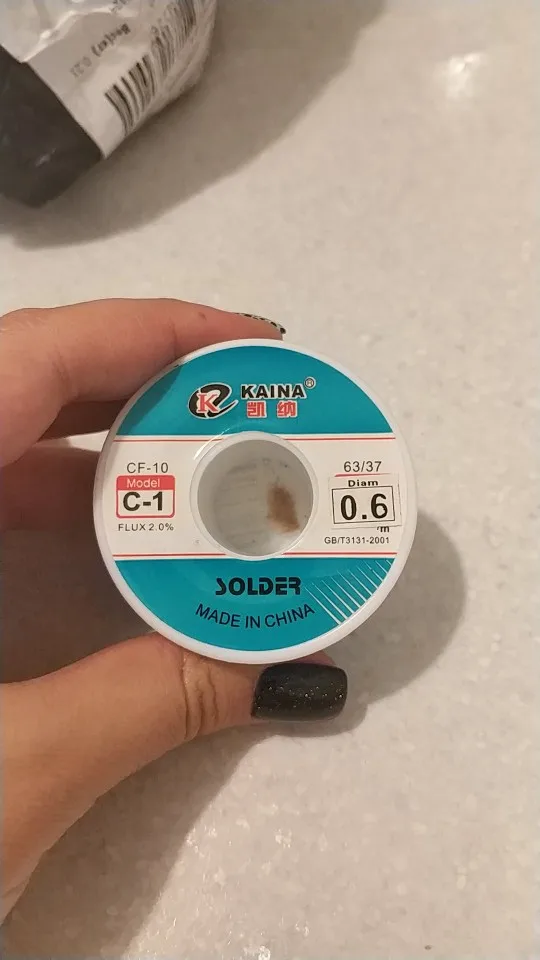 KAINA®
凯纳
CF-10
Model
C-1
FLUX 2.0%
63/37
Diam
0.6
m
GB/T3131-2001
SOLDER
MADE IN CHINA